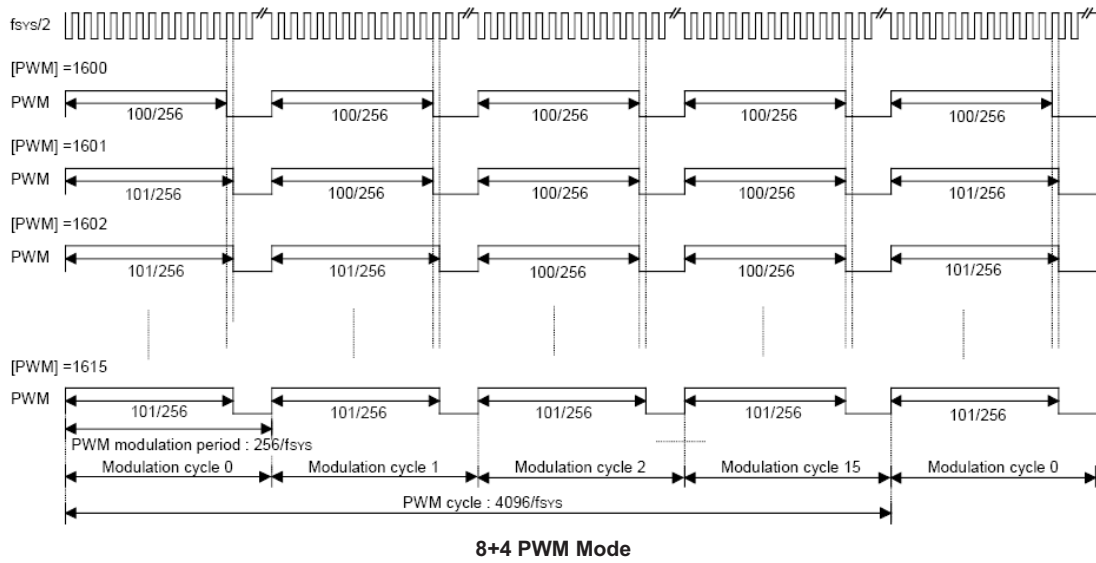 fSYS/2
[PWM] =1600
PWM
100/256 100/256 100/256 100/256 100/256
[PWM] =1601
PWM
101/256 100/256 100/256 100/256 101/256
[PWM] =1602
PWM
101/256 101/256 100/256 100/256 101/256
[PWM] =1615
PWM
101/256 101/256 101/256 101/256 101/256
PWM modulation period : 256/fSYS
Modulation cycle 0 Modulation cycle 1 Modulation cycle 2 Modulation cycle 15 Modulation cycle 0
PWM cycle : 4096/fSYS
8+4 PWM Mode